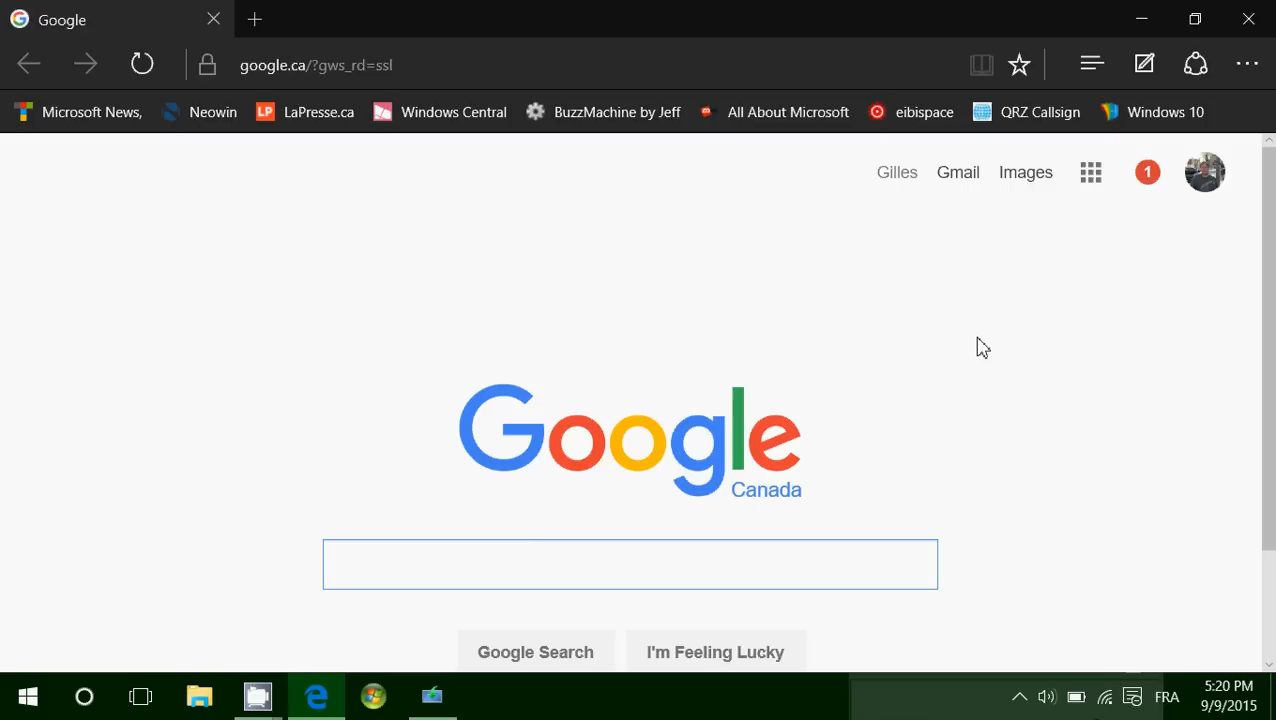 Google
google.ca/?gws_rd=ssl
Microsoft News, Neowin LP LaPresse.ca Windows Central BuzzMachine by Jeff All About Microsoft eibispace QRZ Callsign Windows 10
Gilles Gmail Images 1
Google
Canada
Google Search I'm Feeling Lucky
FRA 5:20 PM
9/9/2015